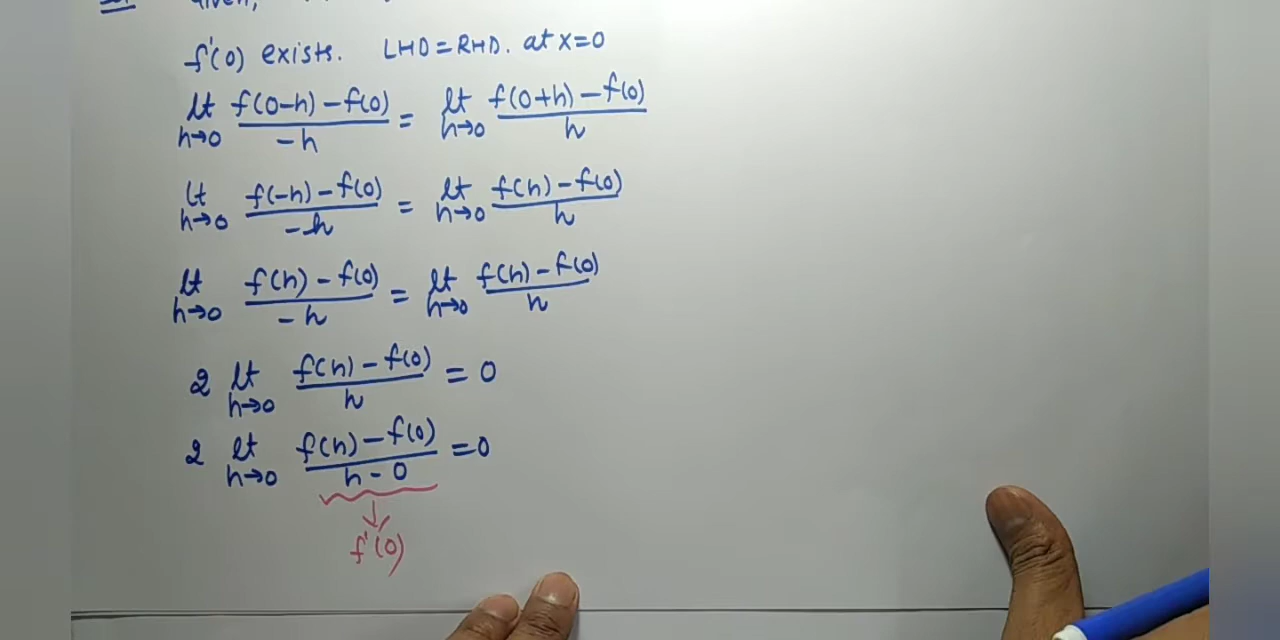 Given,
f'(0) exists. LHD = RHD. at x=0
lt h→0 f(0-h) - f(0) / -h = lt h→0 f(0+h) - f(0) / h
lt h→0 f(-h) - f(0) / -h = lt h→0 f(h) - f(0) / h
lt h→0 f(h) - f(0) / -h = lt h→0 f(h) - f(0) / h
2 lt h→0 f(h) - f(0) / h = 0
2 lt h→0 f(h) - f(0) / h - 0 = 0
f'(0)